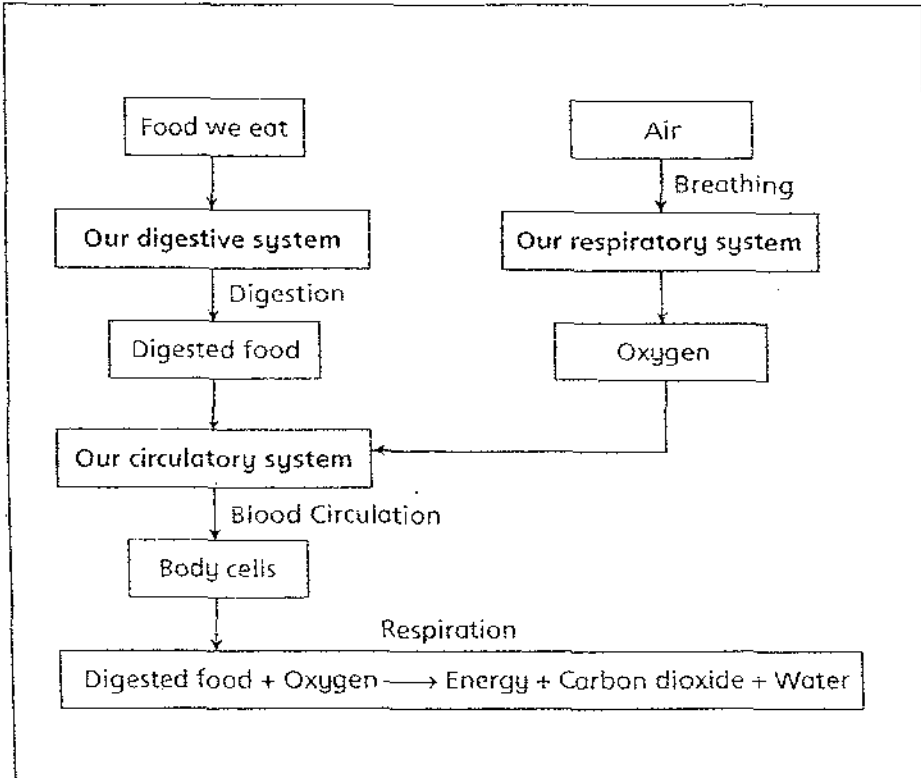 Food we eat
Air
Breathing
Our digestive system
Our respiratory system
Digestion
Digested food
Oxygen
Our circulatory system
Blood Circulation
Body cells
Respiration
Digested food + Oxygen ⟶ Energy + Carbon dioxide + Water